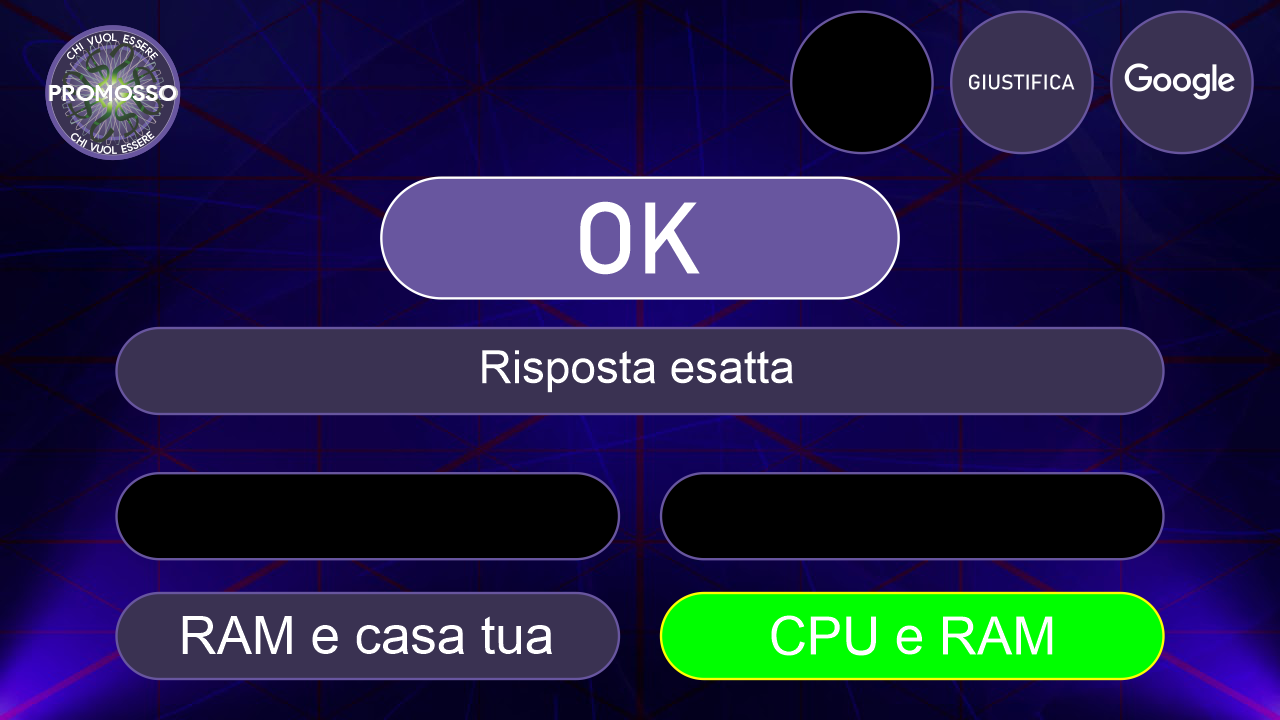 CHI VUOL ESSERE
PROMOSSO
CHI VUOL ESSERE
GIUSTIFICA
Google
OK
Risposta esatta
RAM e casa tua
CPU e RAM